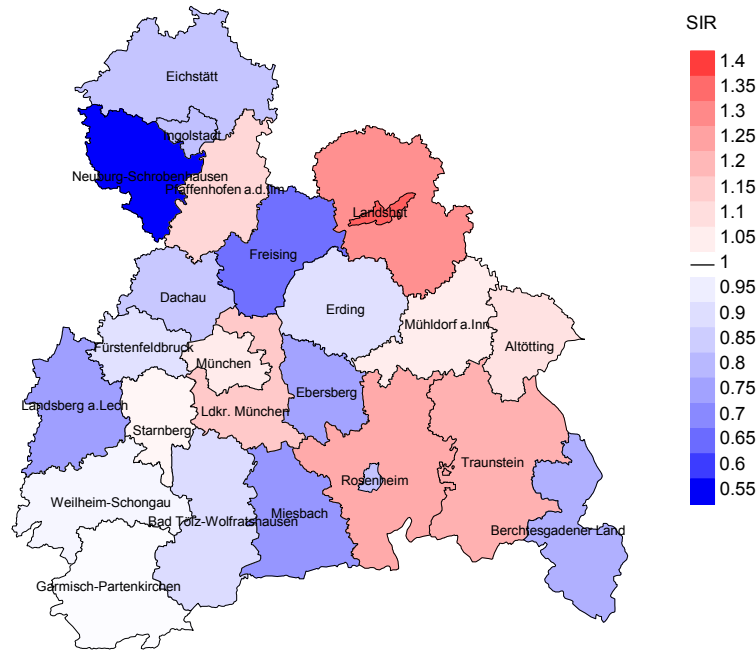 SIR
1.4
1.35
1.3
1.25
1.2
1.15
1.1
1.05
1
0.95
0.9
0.85
0.8
0.75
0.7
0.65
0.6
0.55
Eichstätt
Ingolstadt
Neuburg-Schrobenhausen
Pfaffenhofen a.d.Ilm
Landshut
Freising
Dachau
Erding
Mühldorf a.Inn
Altötting
Fürstenfeldbruck
München
Ebersberg
Landsberg a.Lech
Ldkr. München
Starnberg
Traunstein
Rosenheim
Weilheim-Schongau
Miesbach
Bad Tölz-Wolfratshausen
Berchtesgadener Land
Garmisch-Partenkirchen